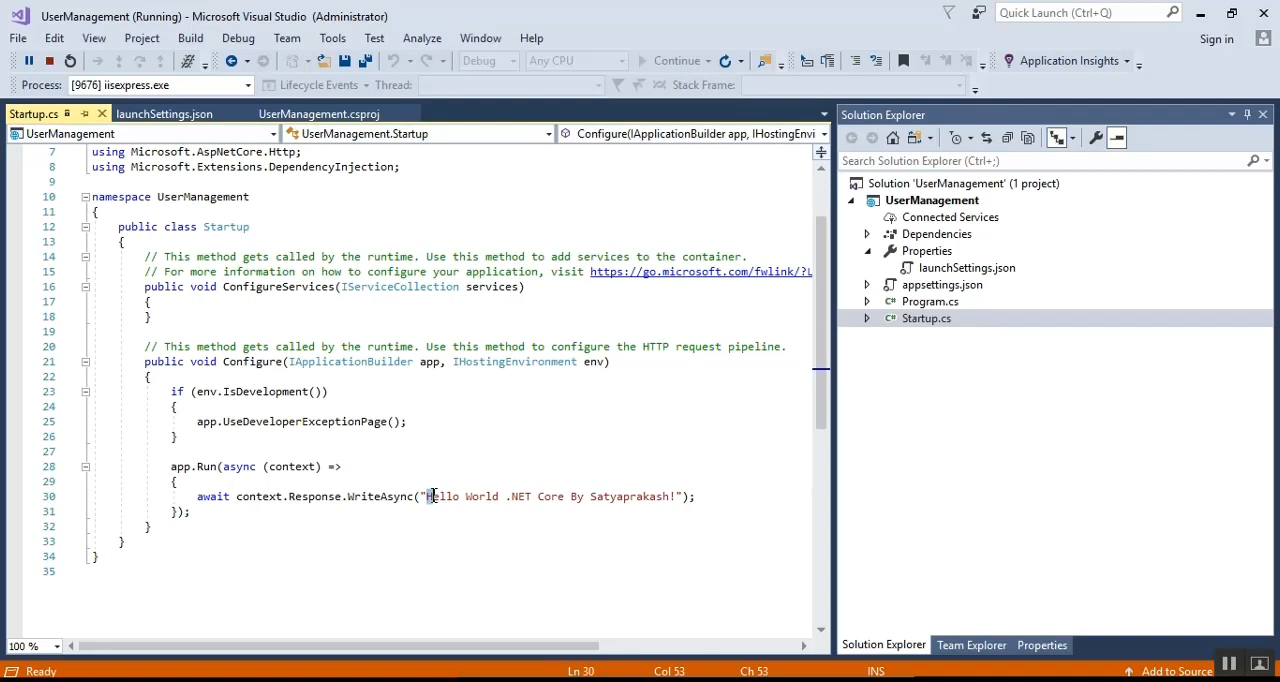 UserManagement (Running) - Microsoft Visual Studio (Administrator)
Quick Launch (Ctrl+Q)
File Edit View Project Build Debug Team Tools Test Analyze Window Help
Sign in
Debug Any CPU Continue Application Insights
Process: [9676] iisexpress.exe Lifecycle Events Thread: Stack Frame:
Startup.cs launchSettings.json UserManagement.csproj
UserManagement UserManagement.Startup Configure(IApplicationBuilder app, IHostingEnvi
7 using Microsoft.AspNetCore.Http;
8 using Microsoft.Extensions.DependencyInjection;
9
10 namespace UserManagement
11 {
12 public class Startup
13 {
14 // This method gets called by the runtime. Use this method to add services to the container.
15 // For more information on how to configure your application, visit https://go.microsoft.com/fwlink/?L
16 public void ConfigureServices(IServiceCollection services)
17 {
18 }
19
20 // This method gets called by the runtime. Use this method to configure the HTTP request pipeline.
21 public void Configure(IApplicationBuilder app, IHostingEnvironment env)
22 {
23 if (env.IsDevelopment())
24 {
25 app.UseDeveloperExceptionPage();
26 }
27
28 app.Run(async (context) =>
29 {
30 await context.Response.WriteAsync("Hello World .NET Core By Satyaprakash!");
31 });
32 }
33 }
34 }
35
100 %
Solution Explorer
Search Solution Explorer (Ctrl+;)
Solution 'UserManagement' (1 project)
UserManagement
Connected Services
Dependencies
Properties
launchSettings.json
appsettings.json
C# Program.cs
C# Startup.cs
Solution Explorer Team Explorer Properties
Ready Ln 30 Col 53 Ch 53 INS Add to Source